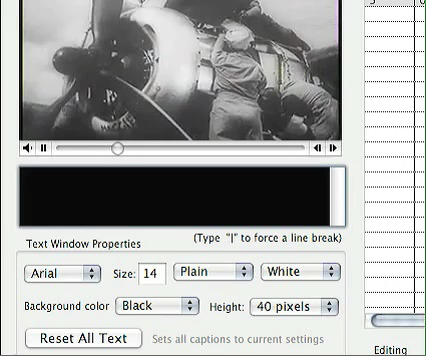 (Type "|" to force a line break)
Text Window Properties
Arial Size: 14 Plain White
Background color Black Height: 40 pixels
Reset All Text Sets all captions to current settings
Editing